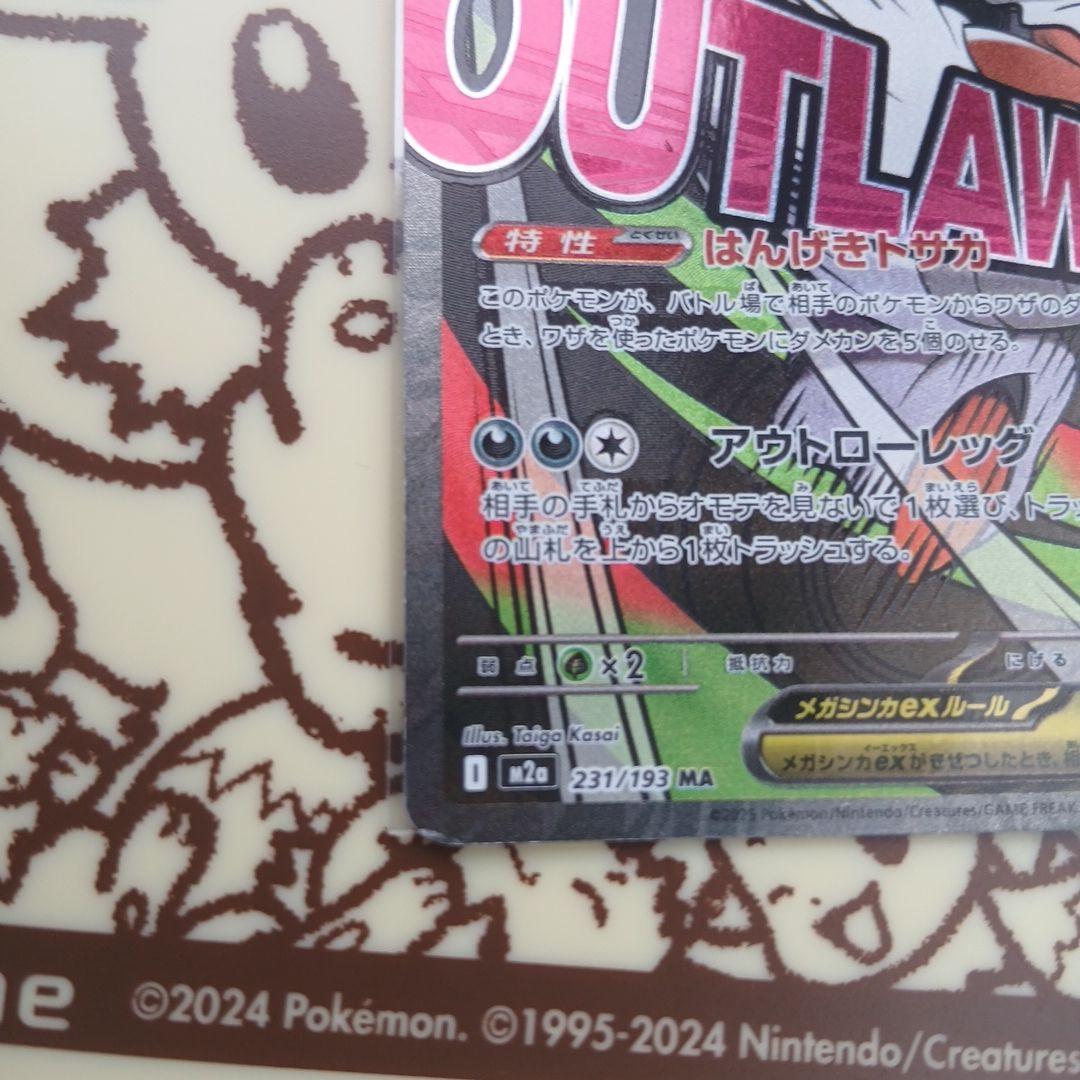 OUTLAW
特性 とくせい はんげきトサカ
このポケモンが、バトル場で相手のポケモンからワザのダ
とき、ワザを使ったポケモンにダメカンを5個のせる。
アウトローレッグ
相手の手札からオモテを見ないで1枚選び、トラッ
の山札を上から1枚トラッシュする。
弱点 ×2 抵抗力 にげる
メガシンカexルール
Illus. Taiga Kasai
メガシンカexがきぜつしたとき、相
I m2a 231/193 MA
©2025 Pokémon/Nintendo/Creatures/GAME FREAK
©2024 Pokémon. ©1995-2024 Nintendo/Creatures